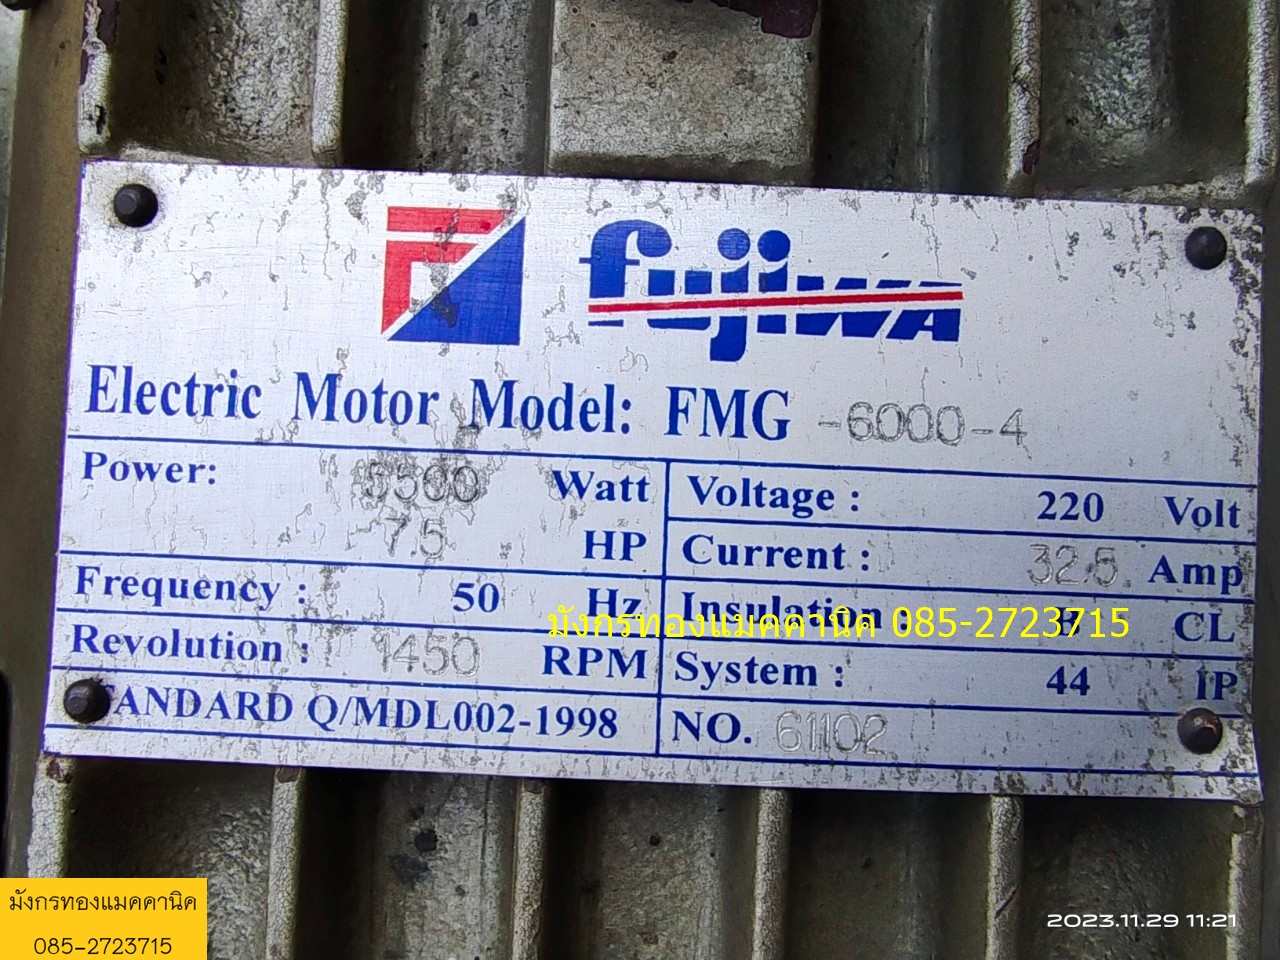 fujiwa
Electric Motor Model: FMG -6000-4
Power: 5500 Watt
7.5 HP
Frequency : 50 Hz
Revolution : 1450 RPM
STANDARD Q/MDL002-1998
Voltage : 220 Volt
Current : 32.5 Amp
Insulation : CL
System : 44 IP
NO. 61102
มังกรทองแมคคานิค 085-2723715
มังกรทองแมคคานิค
085-2723715
2023.11.29 11:21